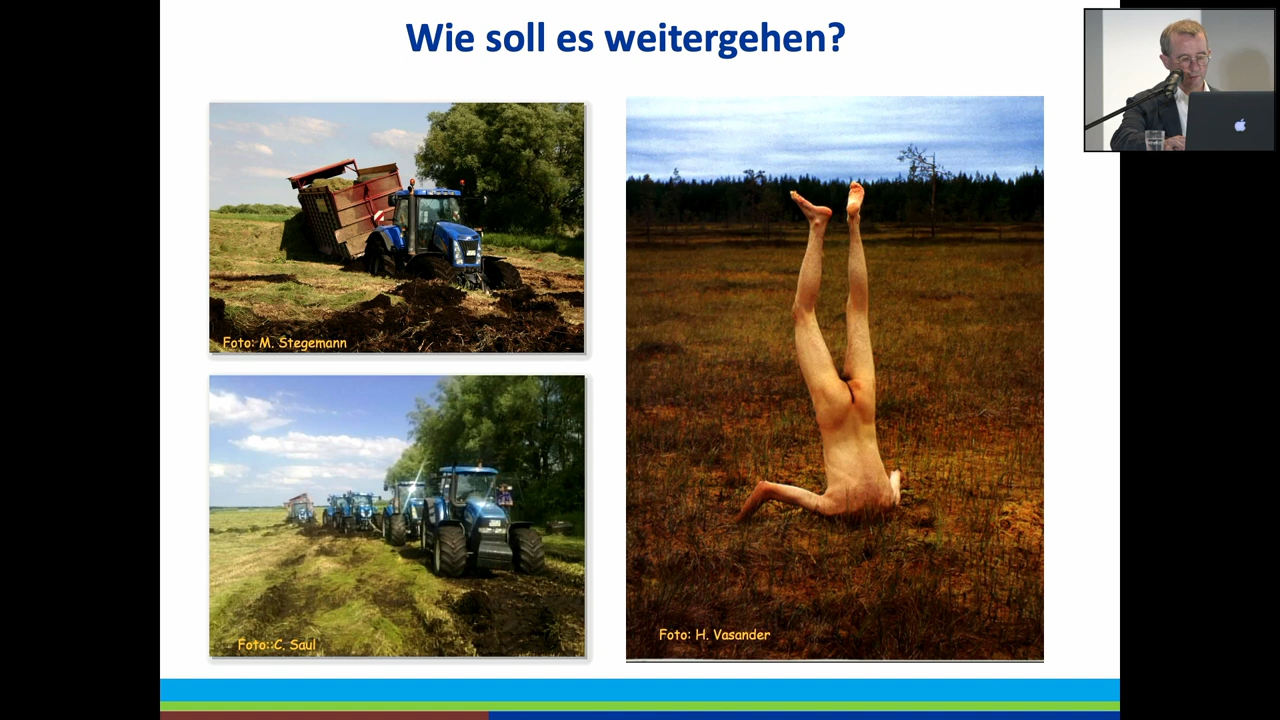 Wie soll es weitergehen?
Foto: M. Stegemann
Foto::C. Saul
Foto: H. Vasander